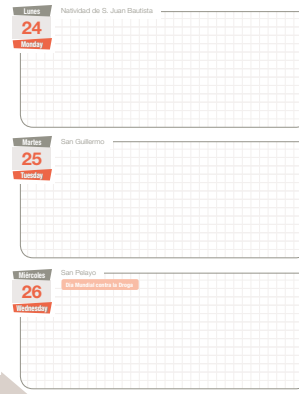 Lunes
Natividad de S. Juan Bautista
24
Monday
Martes
San Guillermo
25
Tuesday
Miércoles
San Pelayo
Día Mundial contra la Droga
26
Wednesday